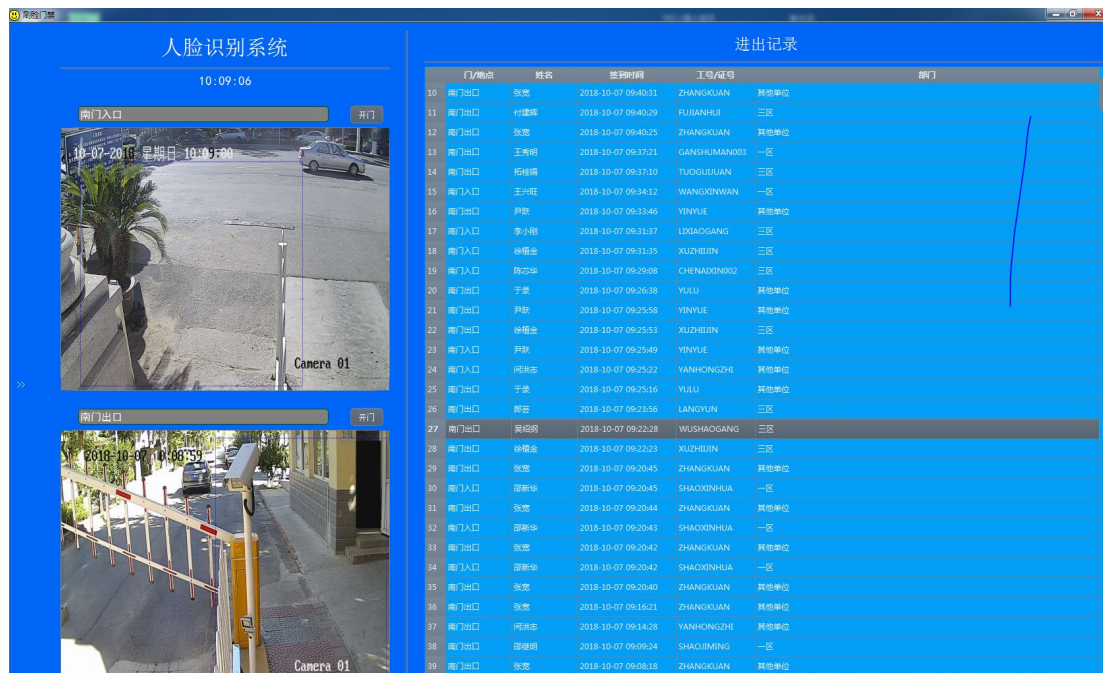 刷脸门禁
人脸识别系统
10:09:06
南门入口 开门
10-07-2018 星期日 10:09:00
Camera 01
南门出口 开门
Camera 01
进出记录
门/地点 姓名 签到时间 工号/证号 部门
10 南门出口 张宽 2018-10-07 09:40:31 ZHANGKUAN 其他单位
11 南门出口 付建辉 2018-10-07 09:40:29 FUJIANHUI 三区
12 南门出口 张宽 2018-10-07 09:40:25 ZHANGKUAN 其他单位
13 南门出口 王秀明 2018-10-07 09:37:21 GANSHUMAN003 一区
14 南门出口 拓桂娟 2018-10-07 09:37:10 TUOGUIJUAN 三区
15 南门入口 王兴旺 2018-10-07 09:34:12 WANGXINWAN 一区
16 南门出口 尹跃 2018-10-07 09:33:46 YINYUE 其他单位
17 南门入口 李小刚 2018-10-07 09:31:37 LIXIAOGANG 三区
18 南门入口 徐植金 2018-10-07 09:31:35 XUZHIIJIN 三区
19 南门入口 陈芯华 2018-10-07 09:29:08 CHENAIXIN002 三区
20 南门出口 于录 2018-10-07 09:26:38 YULU 其他单位
21 南门出口 尹跃 2018-10-07 09:25:58 YINYUE 其他单位
22 南门出口 徐植金 2018-10-07 09:25:53 XUZHIIJIN 三区
23 南门入口 尹跃 2018-10-07 09:25:49 YINYUE 其他单位
24 南门入口 闫洪志 2018-10-07 09:25:22 YANHONGZHI 其他单位
25 南门出口 于录 2018-10-07 09:25:16 YULU 其他单位
26 南门出口 郎芸 2018-10-07 09:23:56 LANGYUN 三区
27 南门出口 吴绍钢 2018-10-07 09:22:28 WUSHAOGANG 三区
28 南门出口 徐植金 2018-10-07 09:22:23 XUZHIIJIN 三区
29 南门出口 张宽 2018-10-07 09:20:45 ZHANGKUAN 其他单位
30 南门入口 邵新华 2018-10-07 09:20:45 SHAOXINHUA 一区
31 南门出口 张宽 2018-10-07 09:20:44 ZHANGKUAN 其他单位
32 南门入口 邵新华 2018-10-07 09:20:43 SHAOXINHUA 一区
33 南门出口 张宽 2018-10-07 09:20:42 ZHANGKUAN 其他单位
34 南门入口 邵新华 2018-10-07 09:20:42 SHAOXINHUA 一区
35 南门出口 张宽 2018-10-07 09:20:40 ZHANGKUAN 其他单位
36 南门出口 张宽 2018-10-07 09:16:21 ZHANGKUAN 其他单位
37 南门出口 闫洪志 2018-10-07 09:14:28 YANHONGZHI 其他单位
38 南门出口 邵继明 2018-10-07 09:09:24 SHAOJIMING 一区
39 南门出口 张宽 2018-10-07 09:08:18 ZHANGKUAN 其他单位